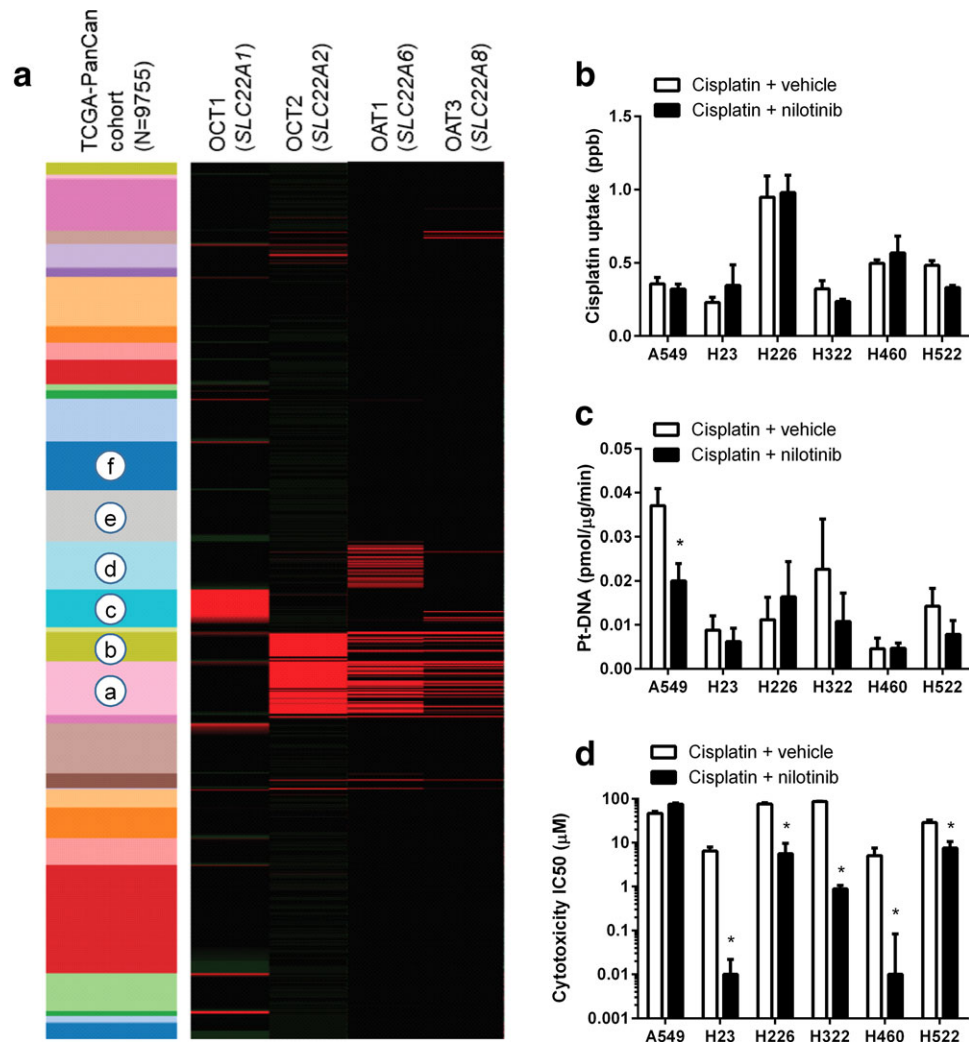 a
TCGA-PanCan
cohort
(N=9755)
OCT1
(SLC22A1)
OCT2
(SLC22A2)
OAT1
(SLC22A6)
OAT3
(SLC22A8)
f
e
d
c
b
a
b
Cisplatin + vehicle
Cisplatin + nilotinib
Cisplatin uptake (ppb)
1.5
1.0
0.5
0.0
A549 H23 H226 H322 H460 H522
c
Cisplatin + vehicle
Cisplatin + nilotinib
Pt-DNA (pmol/μg/min)
0.05
0.04
0.03
0.02
0.01
0.00
*
A549 H23 H226 H322 H460 H522
d
Cisplatin + vehicle
Cisplatin + nilotinib
Cytotoxicity IC50 (μM)
100
10
1
0.1
0.01
0.001
* * * * *
A549 H23 H226 H322 H460 H522